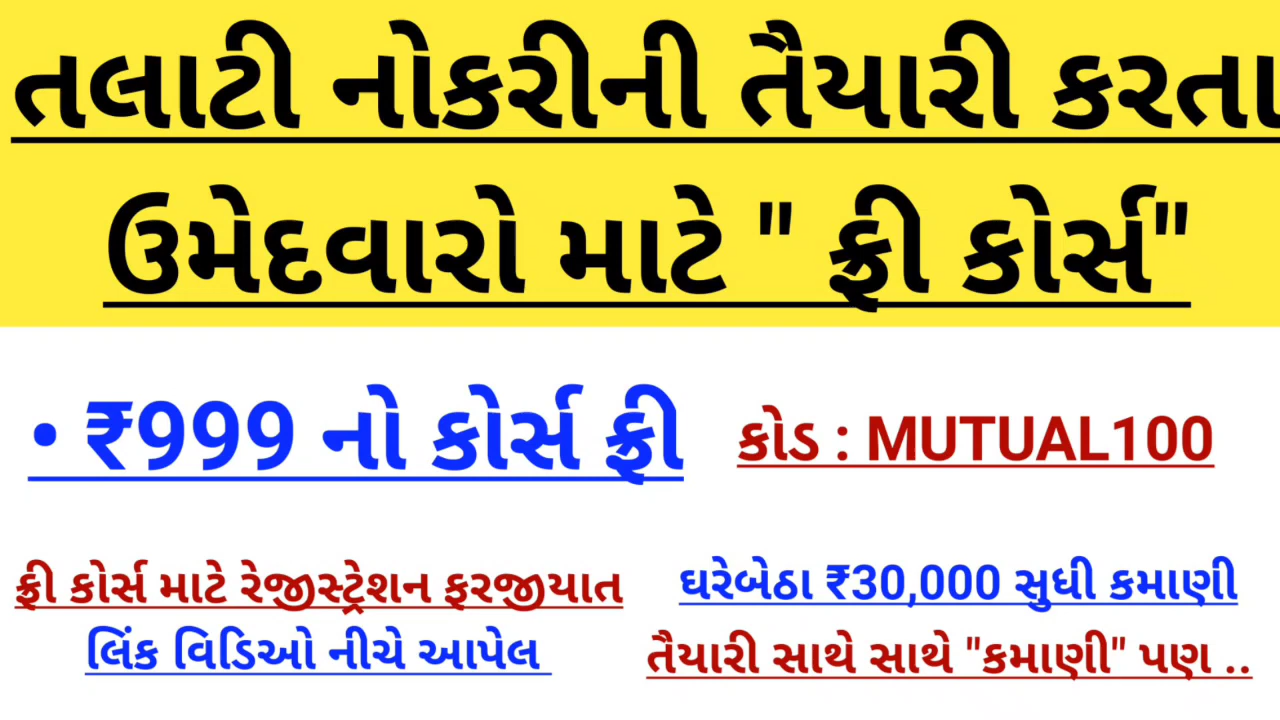 તલાટી નોકરીની તૈયારી કરતા
ઉમેદવારો માટે " ફ્રી કોર્સ"
• ₹999 નો કોર્સ ફ્રી
કોડ : MUTUAL100
ફ્રી કોર્સ માટે રેજીસ્ટ્રેશન ફરજીયાત
લિંક વિડિઓ નીચે આપેલ
ઘરેબેઠા ₹30,000 સુધી કમાણી
તૈયારી સાથે સાથે "કમાણી" પણ ..